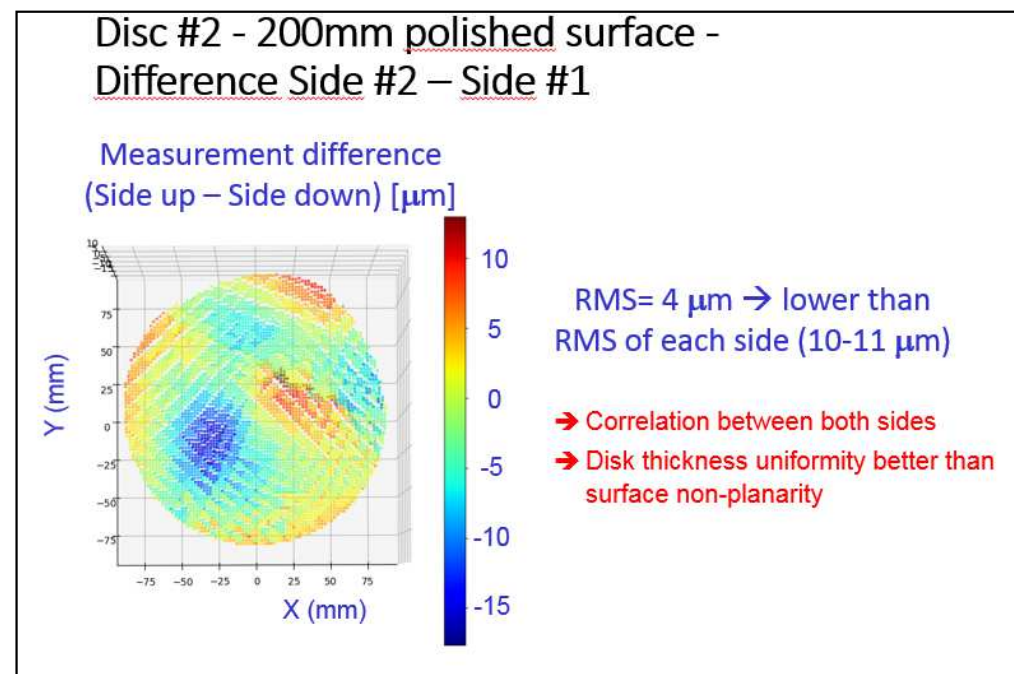 Disc #2 - 200mm polished surface -
Difference Side #2 – Side #1
Measurement difference
(Side up – Side down) [μm]
10
5
0
-5
-10
-15
75
50
25
0
−25
−50
−75
Y (mm)
−75 −50 −25 0 25 50 75
X (mm)
RMS= 4 μm → lower than
RMS of each side (10-11 μm)
➔ Correlation between both sides
➔ Disk thickness uniformity better than
surface non-planarity